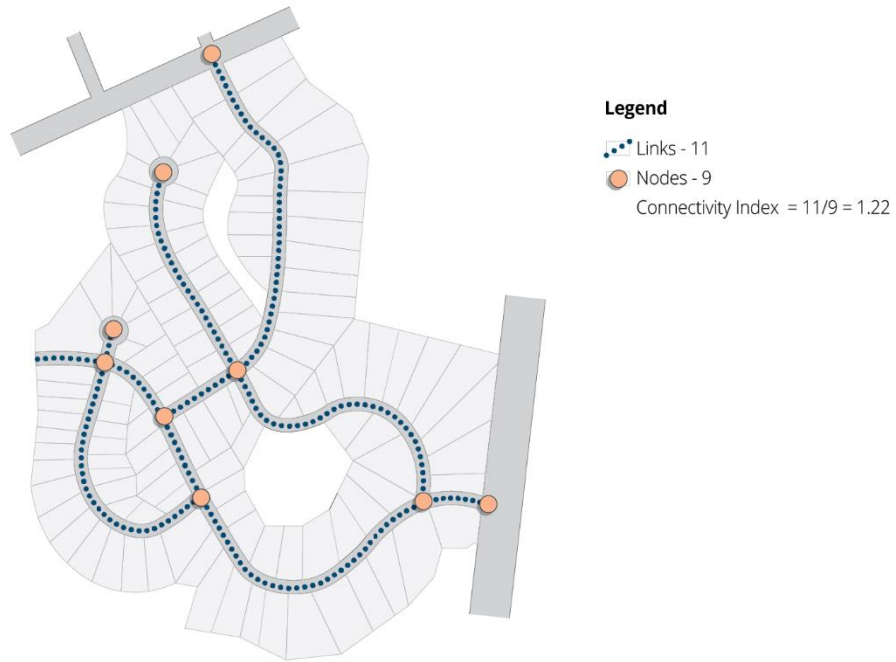 Legend
Links - 11
Nodes - 9
Connectivity Index = 11/9 = 1.22